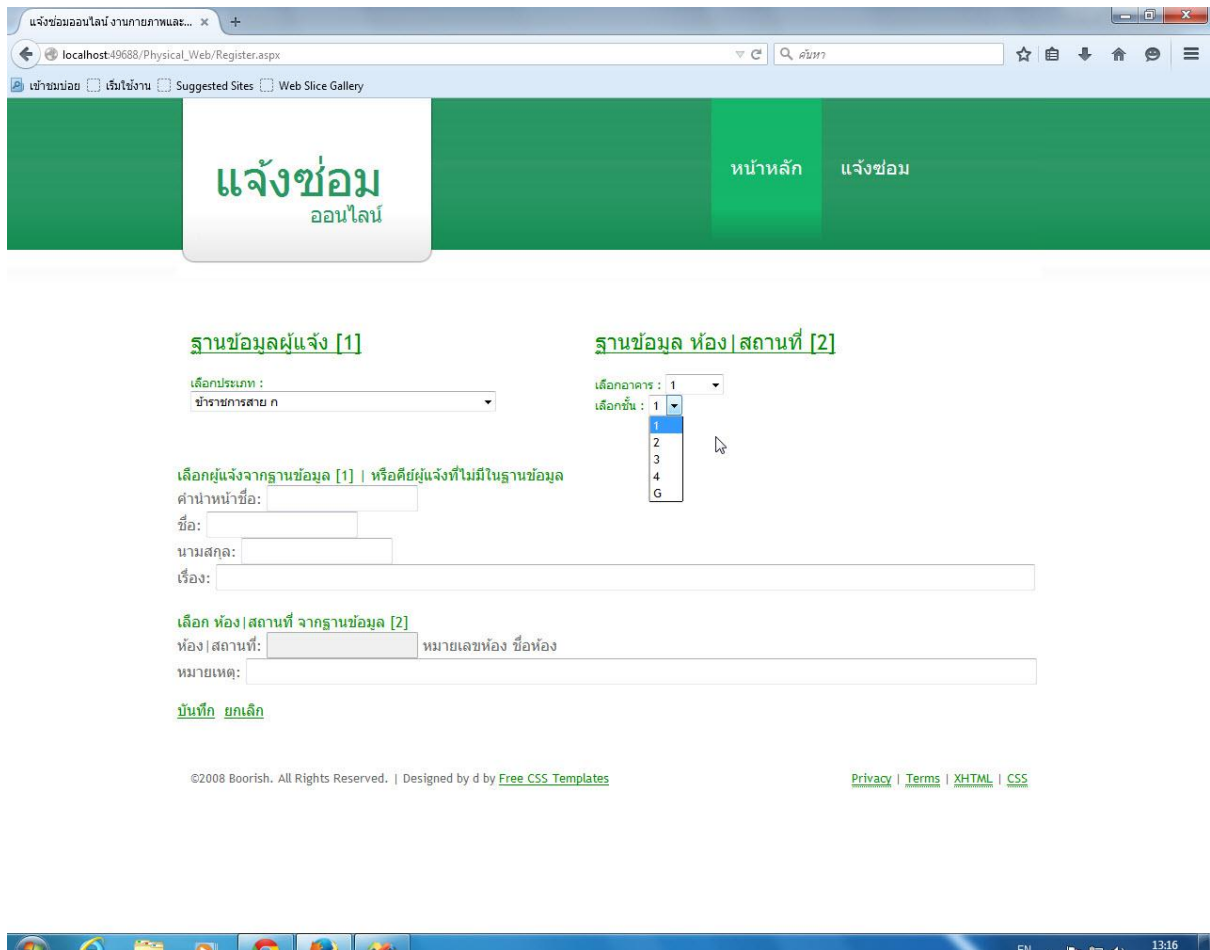 แจ้งซ่อมออนไลน์ งานกายภาพและ... × +
localhost:49688/Physical_Web/Register.aspx
ค้นหา
เข้าชมบ่อย เริ่มใช้งาน Suggested Sites Web Slice Gallery
แจ้งซ่อม
ออนไลน์
หน้าหลัก แจ้งซ่อม
ฐานข้อมูลผู้แจ้ง [1]
เลือกประเภท :
ข้าราชการสาย ก
ฐานข้อมูล ห้อง|สถานที่ [2]
เลือกอาคาร : 1
เลือกชั้น : 1
1
2
3
4
G
เลือกผู้แจ้งจากฐานข้อมูล [1] | หรือคีย์ผู้แจ้งที่ไม่มีในฐานข้อมูล
คำนำหน้าชื่อ:
ชื่อ:
นามสกุล:
เรื่อง:
เลือก ห้อง|สถานที่ จากฐานข้อมูล [2]
ห้อง|สถานที่: หมายเลขห้อง ชื่อห้อง
หมายเหตุ:
บันทึก ยกเลิก
©2008 Boorish. All Rights Reserved. | Designed by d by Free CSS Templates
Privacy | Terms | XHTML | CSS
EN
13:16